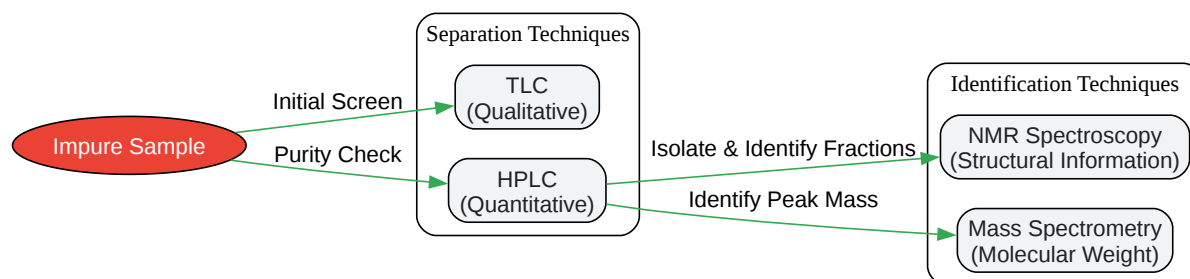 Separation Techniques
TLC
(Qualitative)
Initial Screen
Impure Sample
Purity Check
HPLC
(Quantitative)
Isolate & Identify Fractions
Identify Peak Mass
Identification Techniques
NMR Spectroscopy
(Structural Information)
Mass Spectrometry
(Molecular Weight)